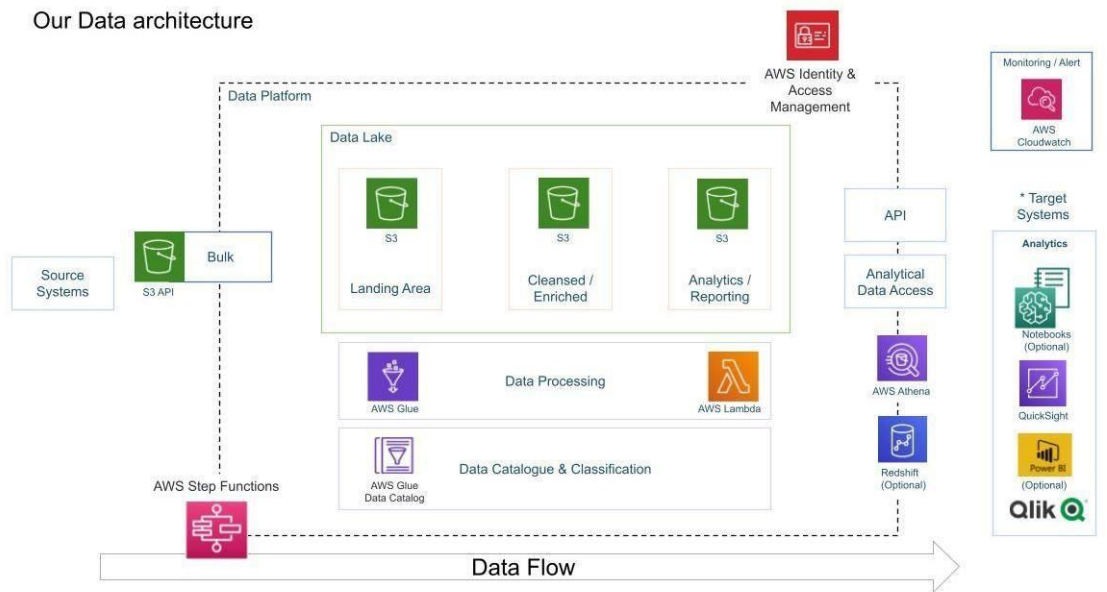 Our Data architecture
AWS Identity &
Access
Management
Monitoring / Alert
AWS
Cloudwatch
Data Platform
Data Lake
S3
Landing Area
S3
Cleansed /
Enriched
S3
Analytics /
Reporting
Source
Systems
S3 API
Bulk
API
Analytical
Data Access
* Target
Systems
Analytics
Notebooks
(Optional)
AWS Glue
Data Processing
AWS Lambda
AWS Athena
QuickSight
AWS Glue
Data Catalog
Data Catalogue & Classification
Redshift
(Optional)
Power BI
(Optional)
Qlik
AWS Step Functions
Data Flow